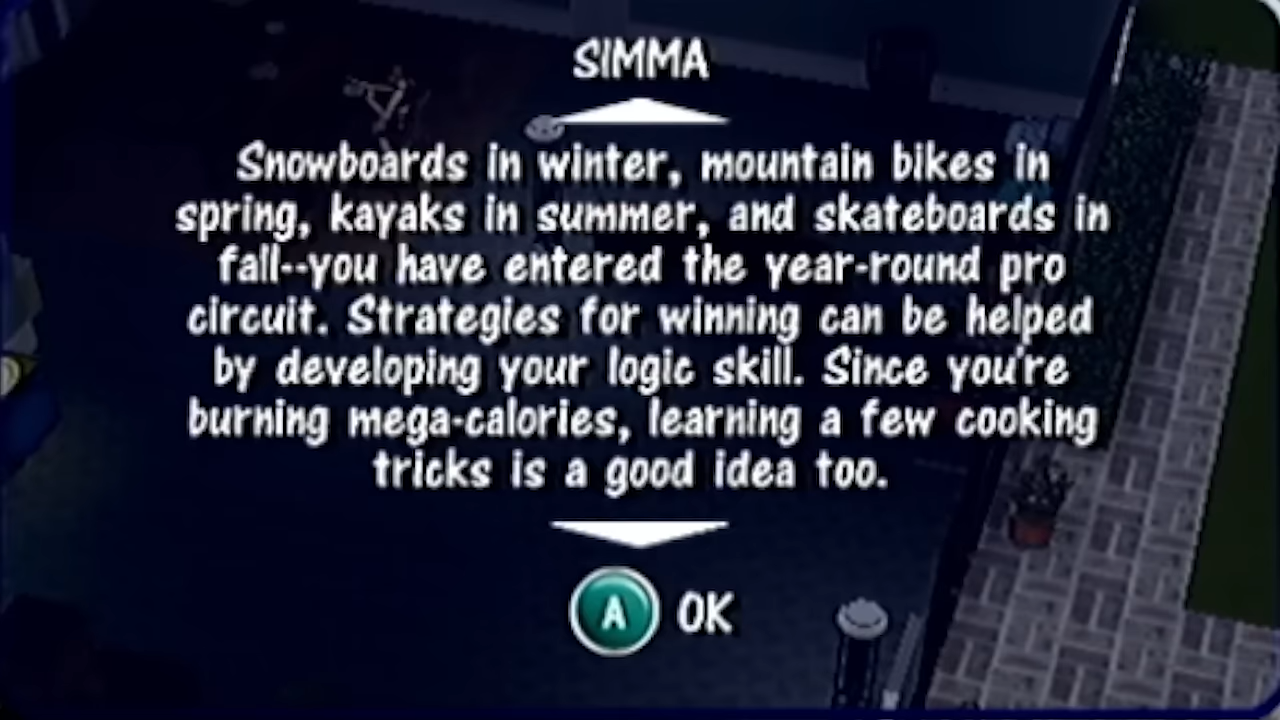 SIMMA
Snowboards in winter, mountain bikes in
spring, kayaks in summer, and skateboards in
fall--you have entered the year-round pro
circuit. Strategies for winning can be helped
by developing your logic skill. Since you're
burning mega-calories, learning a few cooking
tricks is a good idea too.
A OK